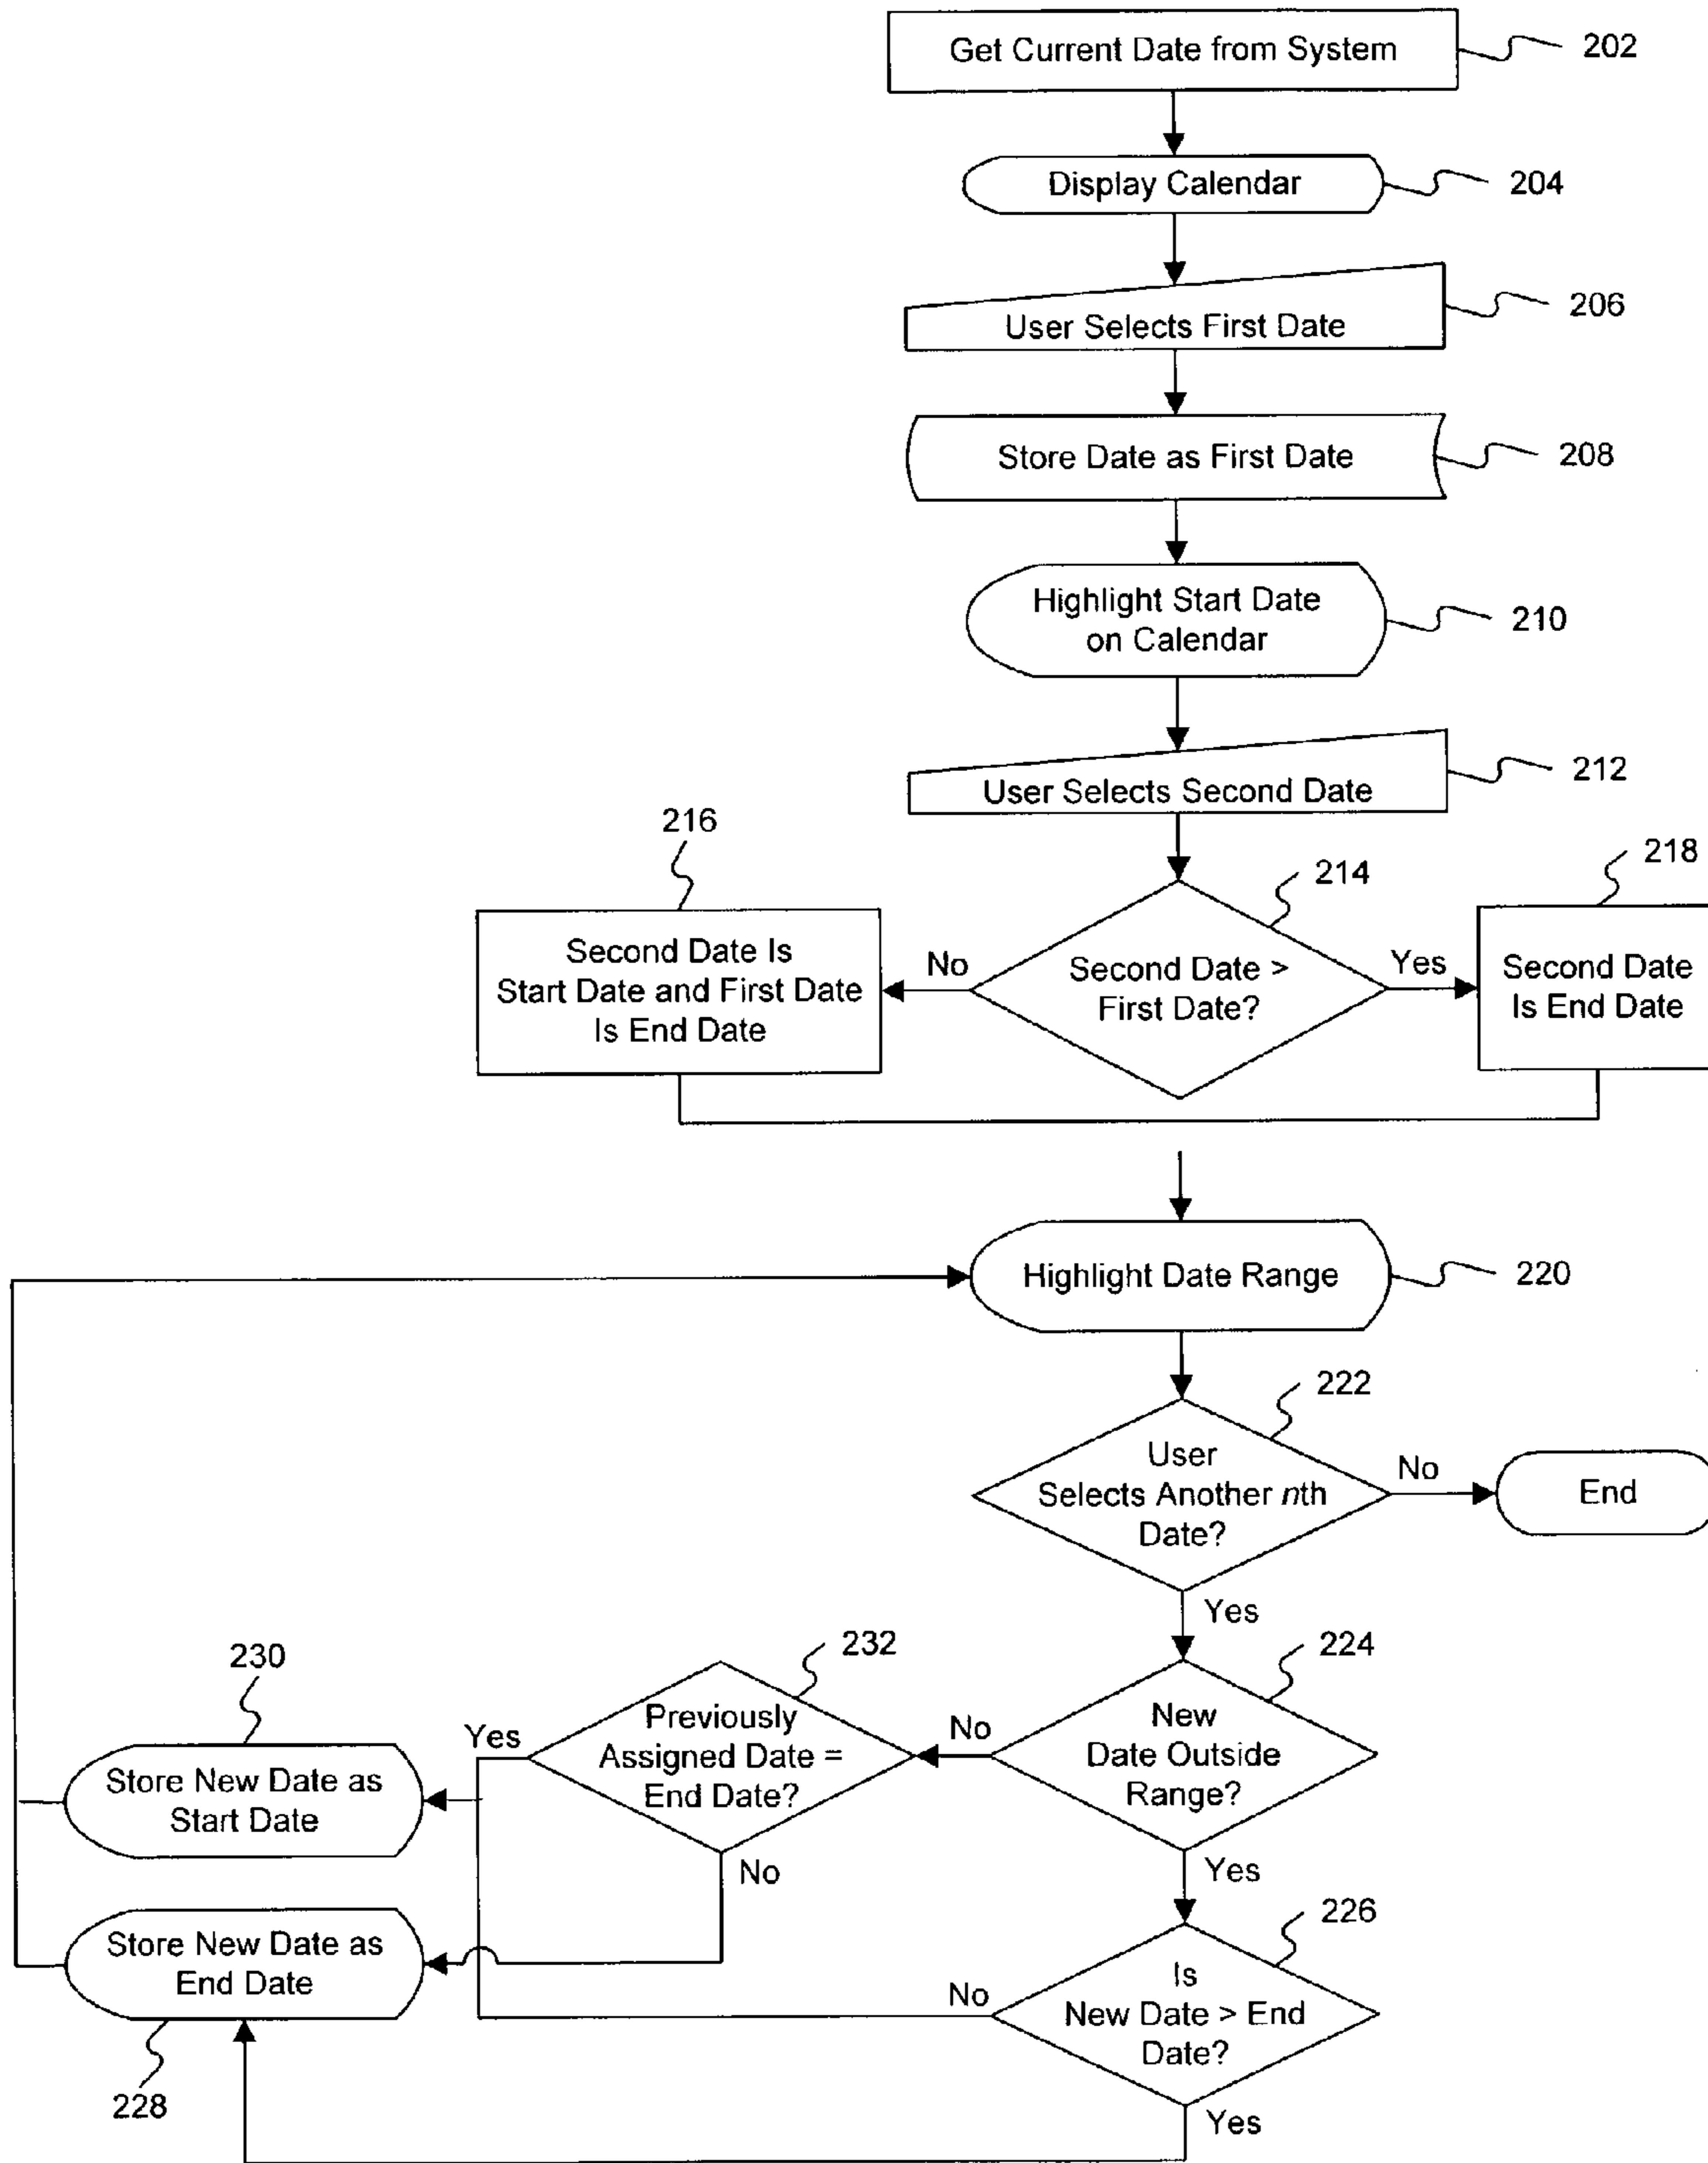 Get Current Date from System
202
Display Calendar
204
User Selects First Date
206
Store Date as First Date
208
Highlight Start Date
on Calendar
210
User Selects Second Date
212
216
214
218
Second Date Is
Start Date and First Date
Is End Date
No
Second Date >
First Date?
Yes
Second Date
Is End Date
Highlight Date Range
220
222
User
Selects Another nth
Date?
No
End
Yes
230
232
224
Store New Date as
Start Date
Yes
Previously
Assigned Date =
End Date?
No
No
New
Date Outside
Range?
Yes
226
Store New Date as
End Date
228
No
Is
New Date > End
Date?
Yes